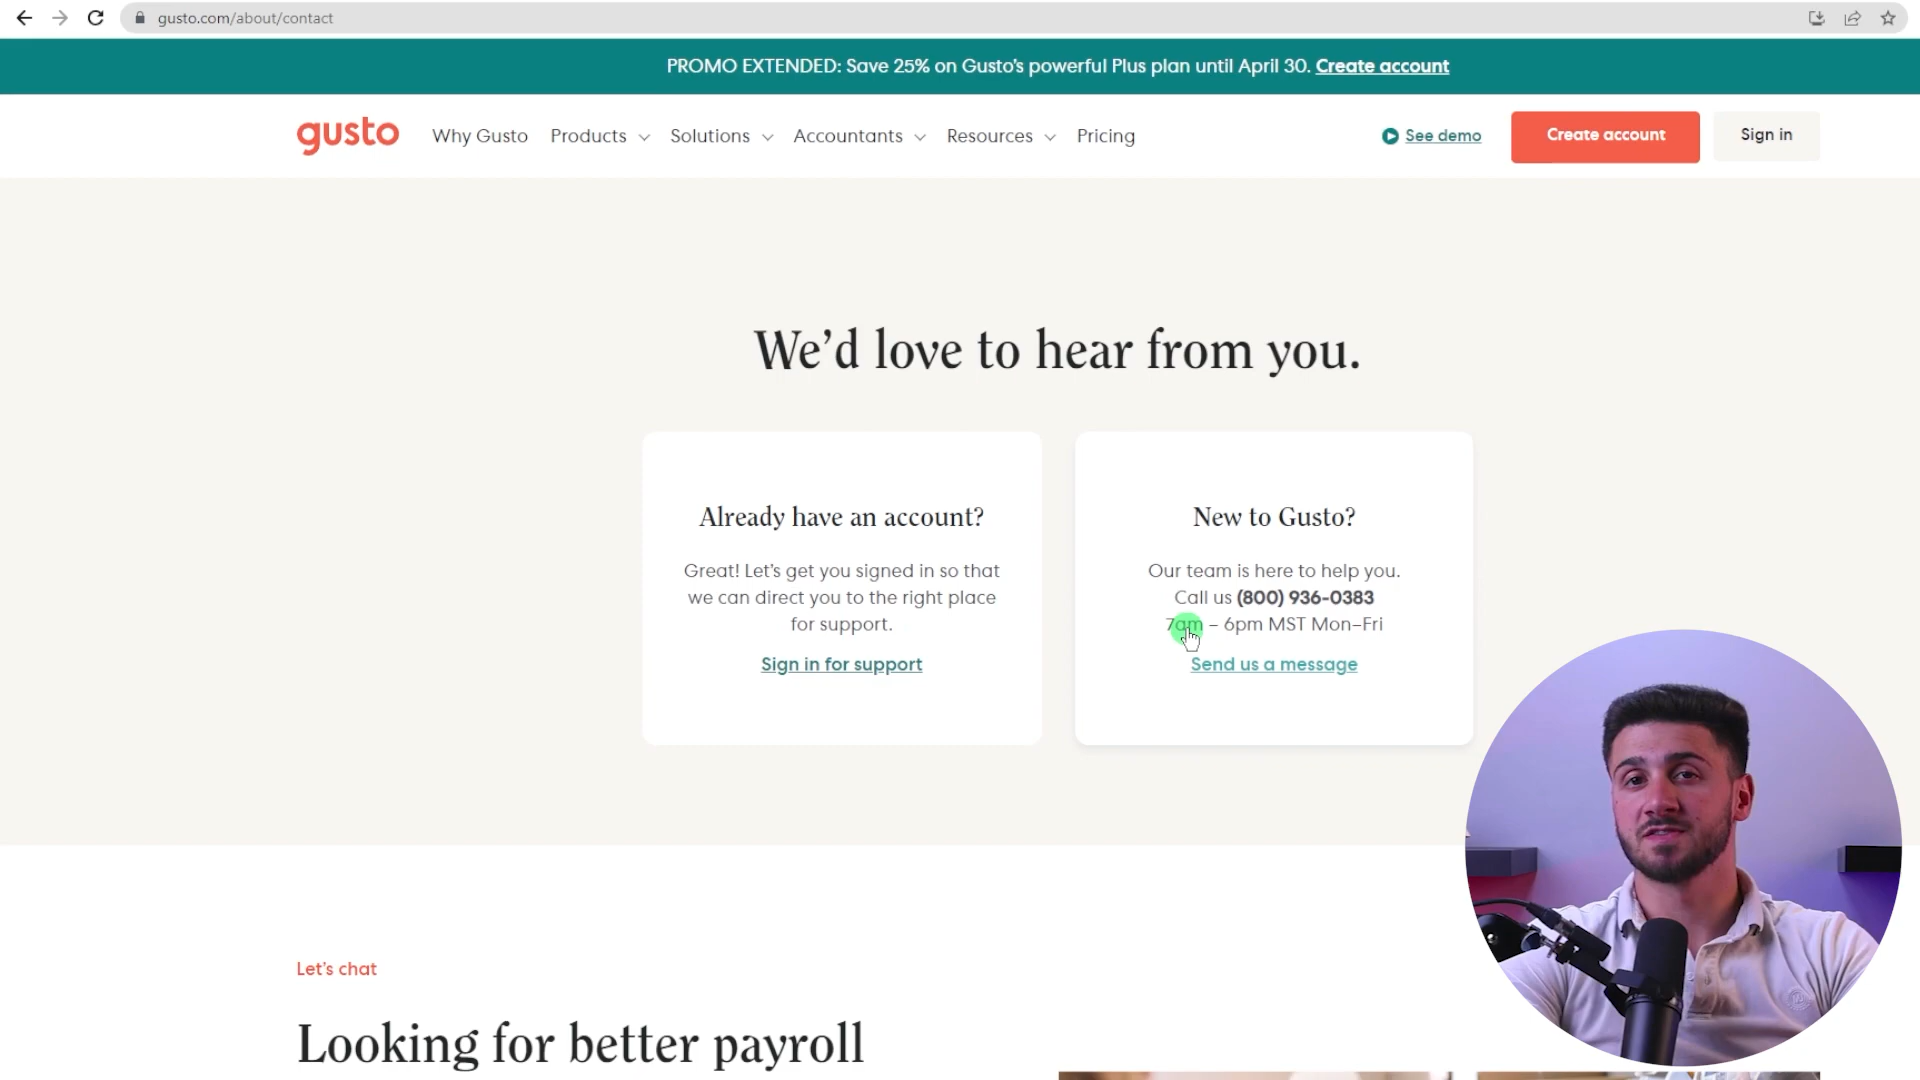 gusto.com/about/contact
PROMO EXTENDED: Save 25% on Gusto's powerful Plus plan until April 30. Create account
gusto
Why Gusto
Products
Solutions
Accountants
Resources
Pricing
See demo
Create account
Sign in
We'd love to hear from you.
Already have an account?
Great! Let's get you signed in so that
we can direct you to the right place
for support.
Sign in for support
New to Gusto?
Our team is here to help you.
Call us (800) 936-0383
7am – 6pm MST Mon–Fri
Send us a message
Let's chat
Looking for better payroll